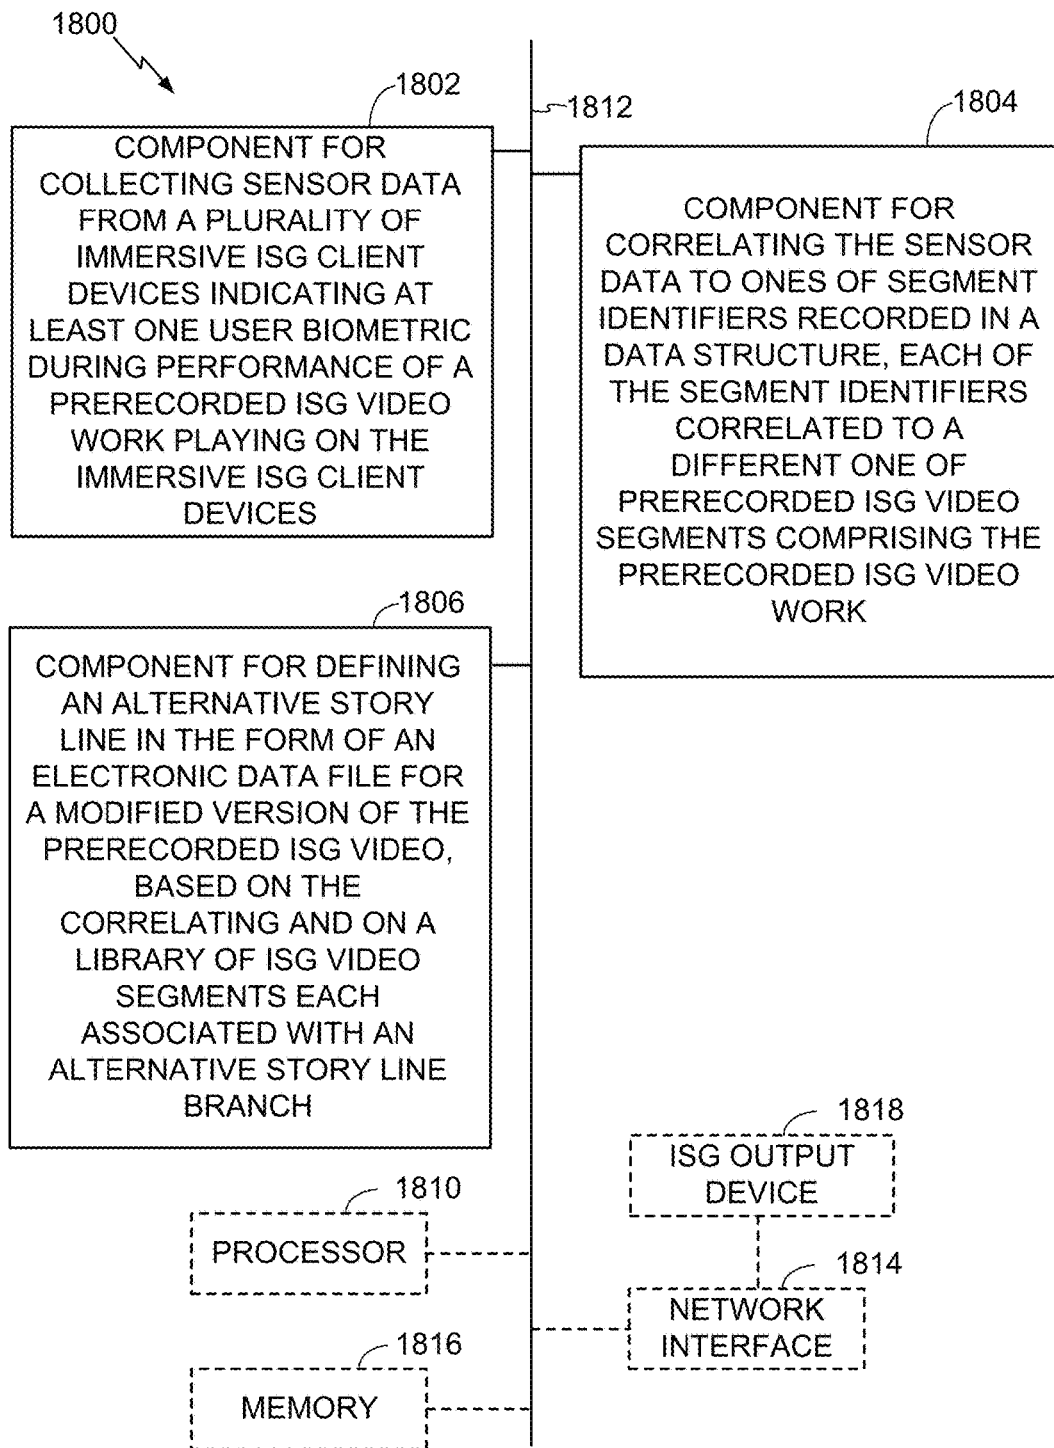 1800
1802
COMPONENT FOR
COLLECTING SENSOR DATA
FROM A PLURALITY OF
IMMERSIVE ISG CLIENT
DEVICES INDICATING AT
LEAST ONE USER BIOMETRIC
DURING PERFORMANCE OF A
PRERECORDED ISG VIDEO
WORK PLAYING ON THE
IMMERSIVE ISG CLIENT
DEVICES
1812
1804
COMPONENT FOR
CORRELATING THE SENSOR
DATA TO ONES OF SEGMENT
IDENTIFIERS RECORDED IN A
DATA STRUCTURE, EACH OF
THE SEGMENT IDENTIFIERS
CORRELATED TO A
DIFFERENT ONE OF
PRERECORDED ISG VIDEO
SEGMENTS COMPRISING THE
PRERECORDED ISG VIDEO
WORK
1806
COMPONENT FOR DEFINING
AN ALTERNATIVE STORY
LINE IN THE FORM OF AN
ELECTRONIC DATA FILE FOR
A MODIFIED VERSION OF THE
PRERECORDED ISG VIDEO,
BASED ON THE
CORRELATING AND ON A
LIBRARY OF ISG VIDEO
SEGMENTS EACH
ASSOCIATED WITH AN
ALTERNATIVE STORY LINE
BRANCH
1818
ISG OUTPUT
DEVICE
1810
PROCESSOR
1814
NETWORK
INTERFACE
1816
MEMORY